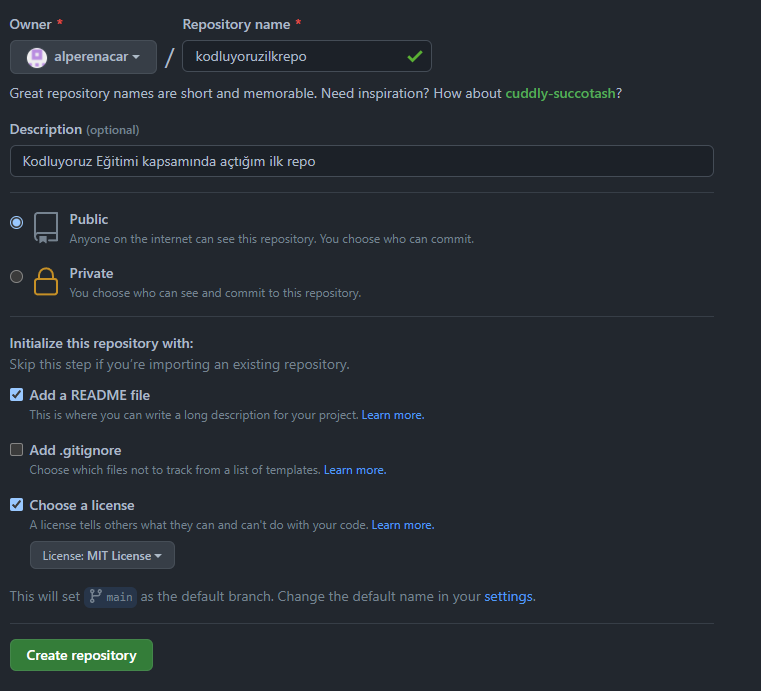 Owner *
Repository name *
alperenacar
/
kodluyoruzilkrepo
Great repository names are short and memorable. Need inspiration? How about cuddly-succotash?
Description (optional)
Kodluyoruz Eğitimi kapsamında açtığım ilk repo
Public
Anyone on the internet can see this repository. You choose who can commit.
Private
You choose who can see and commit to this repository.
Initialize this repository with:
Skip this step if you're importing an existing repository.
Add a README file
This is where you can write a long description for your project. Learn more.
Add .gitignore
Choose which files not to track from a list of templates. Learn more.
Choose a license
A license tells others what they can and can't do with your code. Learn more.
License: MIT License
This will set main as the default branch. Change the default name in your settings.
Create repository